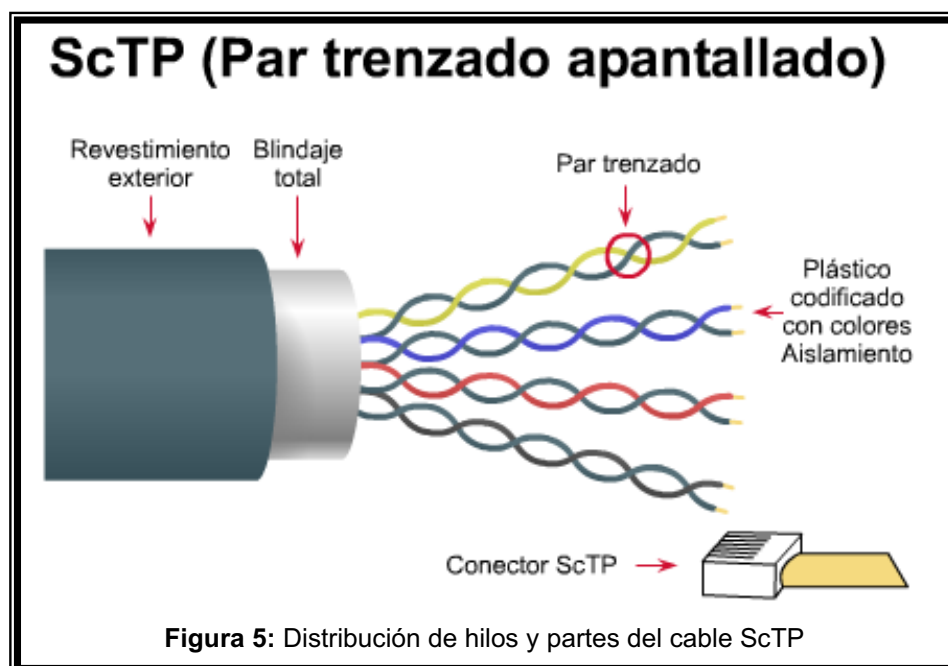 ScTP (Par trenzado apantallado)
Revestimiento
exterior
Blindaje
total
Par trenzado
Plástico
codificado
con colores
Aislamiento
Conector ScTP
Figura 5: Distribución de hilos y partes del cable ScTP